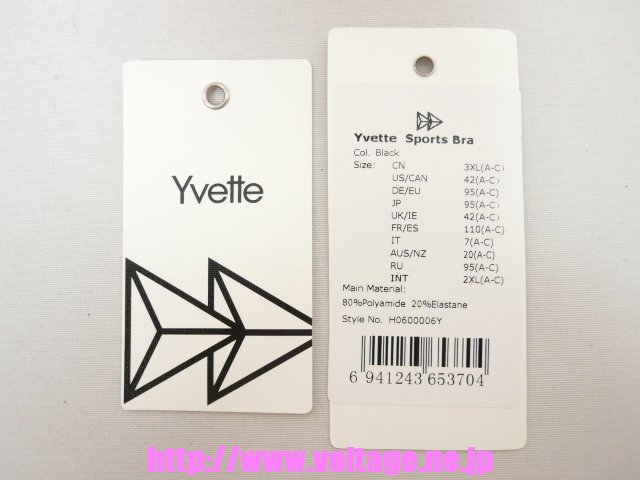 Yvette
Yvette Sports Bra
Col. Black
Size: CN 3XL(A-C)
US/CAN 42(A-C)
DE/EU 95(A-C)
JP 95(A-C)
UK/IE 42(A-C)
FR/ES 110(A-C)
IT 7(A-C)
AUS/NZ 20(A-C)
RU 95(A-C)
INT 2XL(A-C)
Main Material:
80%Polyamide 20%Elastane
Style No. H0600006Y
6 941243 653704
http://www.voltage.ne.jp